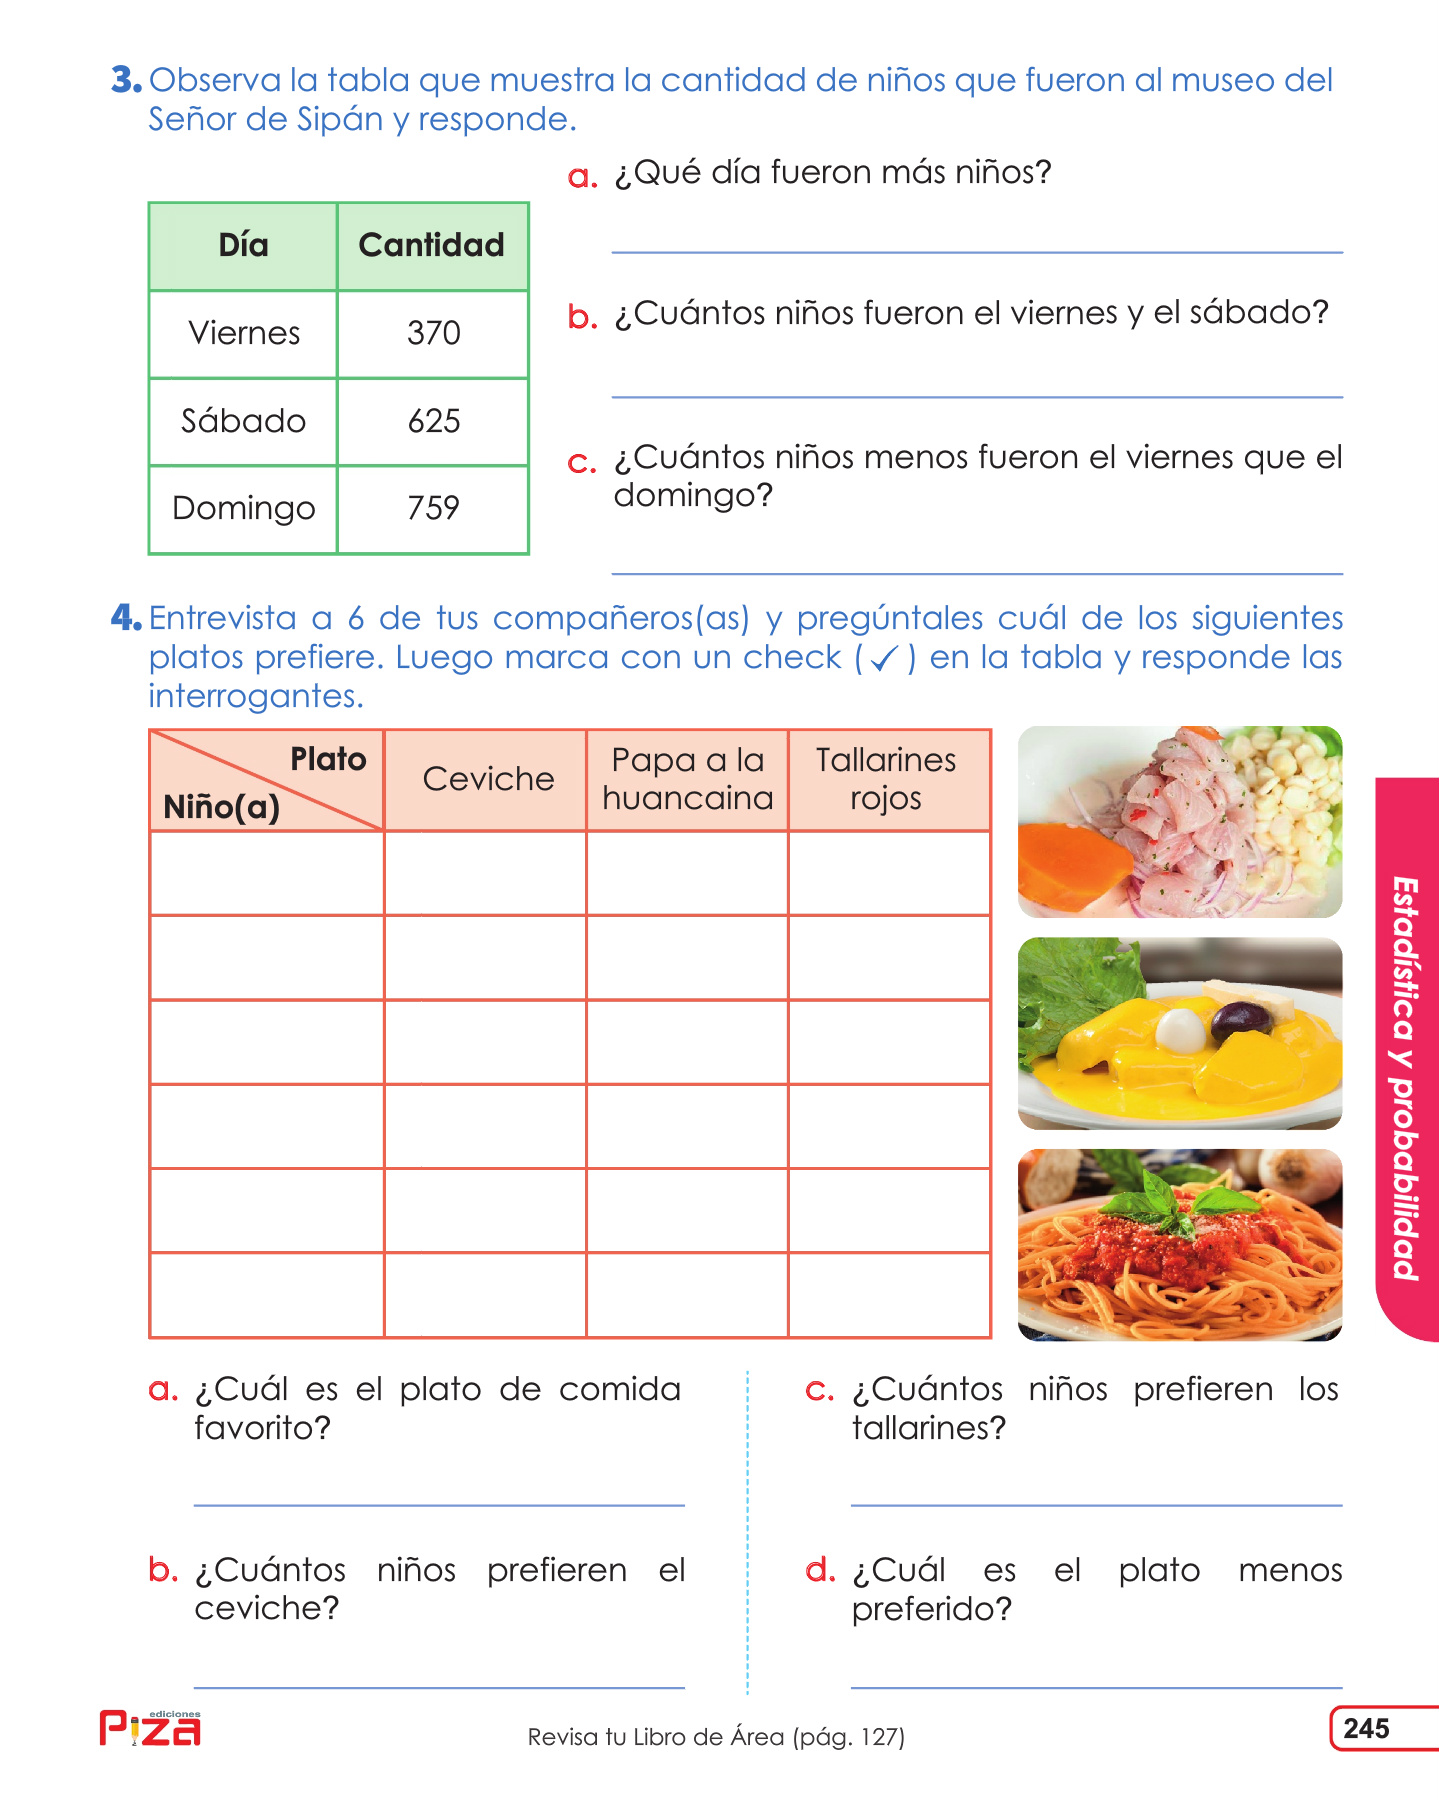 3. Observa la tabla que muestra la cantidad de niños que fueron al museo del
Señor de Sipán y responde.
Día Cantidad
Viernes 370
Sábado 625
Domingo 759
a. ¿Qué día fueron más niños?
b. ¿Cuántos niños fueron el viernes y el sábado?
c. ¿Cuántos niños menos fueron el viernes que el
domingo?
4. Entrevista a 6 de tus compañeros(as) y pregúntales cuál de los siguientes
platos prefiere. Luego marca con un check (✓) en la tabla y responde las
interrogantes.
Plato
Niño(a)
Ceviche
Papa a la
huancaina
Tallarines
rojos
Estadística y probabilidad
a. ¿Cuál es el plato de comida
favorito?
b. ¿Cuántos niños prefieren el
ceviche?
c. ¿Cuántos niños prefieren los
tallarines?
d. ¿Cuál es el plato menos
preferido?
ediciones
Piza
Revisa tu Libro de Área (pág. 127)
245